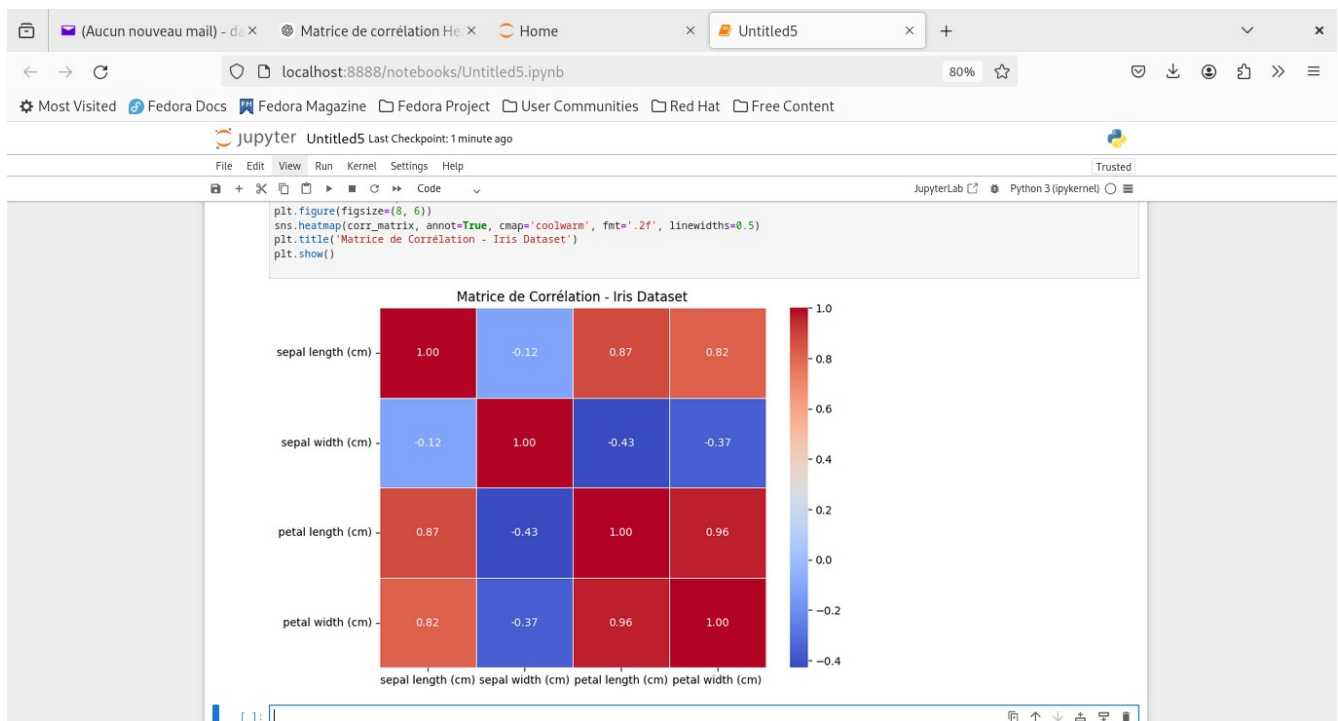 (Aucun nouveau mail) - da
Matrice de corrélation He
Home
Untitled5
localhost:8888/notebooks/Untitled5.ipynb
80%
Most Visited Fedora Docs Fedora Magazine Fedora Project User Communities Red Hat Free Content
jupyter Untitled5 Last Checkpoint: 1 minute ago
File Edit View Run Kernel Settings Help
Trusted
Code
JupyterLab Python 3 (ipykernel)
plt.figure(figsize=(8, 6))
sns.heatmap(corr_matrix, annot=True, cmap='coolwarm', fmt='.2f', linewidths=0.5)
plt.title('Matrice de Corrélation - Iris Dataset')
plt.show()
Matrice de Corrélation - Iris Dataset
sepal length (cm) 1.00 -0.12 0.87 0.82
sepal width (cm) -0.12 1.00 -0.43 -0.37
petal length (cm) 0.87 -0.43 1.00 0.96
petal width (cm) 0.82 -0.37 0.96 1.00
sepal length (cm) sepal width (cm) petal length (cm) petal width (cm)
1.0
0.8
0.6
0.4
0.2
0.0
−0.2
−0.4
[ ]: